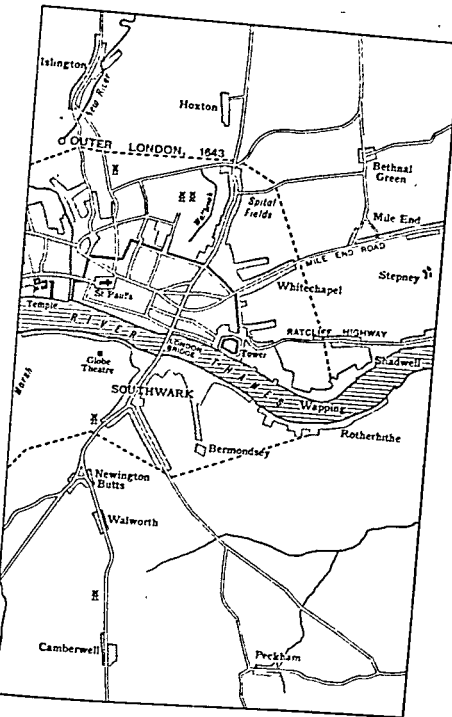 Islington
New River
Hoxton
OUTER LONDON, 1643
Bethnal
Green
Spital
Fields
Mile End
MILE END ROAD
Stepney
Whitechapel
St Paul's
Temple
RIVER THAMES
LONDON
BRIDGE
Tower
RATCLIFF HIGHWAY
Shadwell
Globe
Theatre
Marsh
SOUTHWARK
Wapping
Rotherhithe
Bermondsey
Newington
Butts
Walworth
Camberwell
Peckham